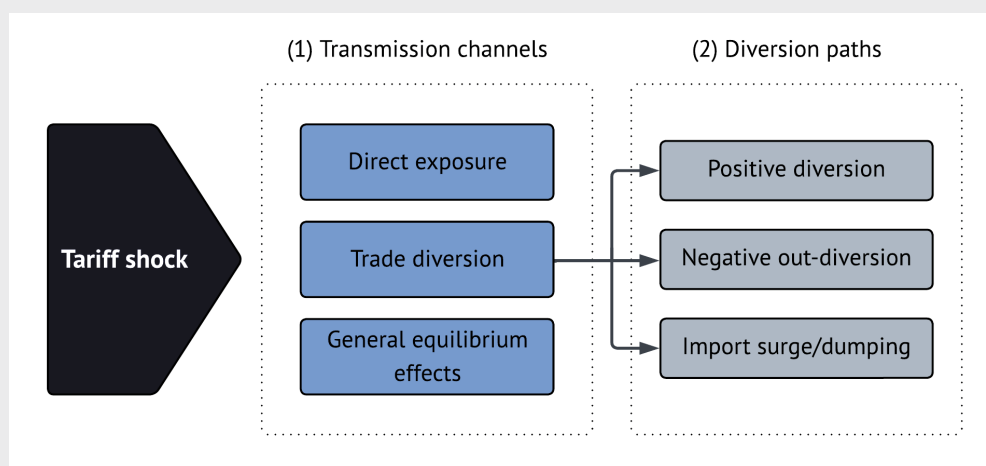 (1) Transmission channels
(2) Diversion paths
Tariff shock
Direct exposure
Trade diversion
General equilibrium
effects
Positive diversion
Negative out-diversion
Import surge/dumping